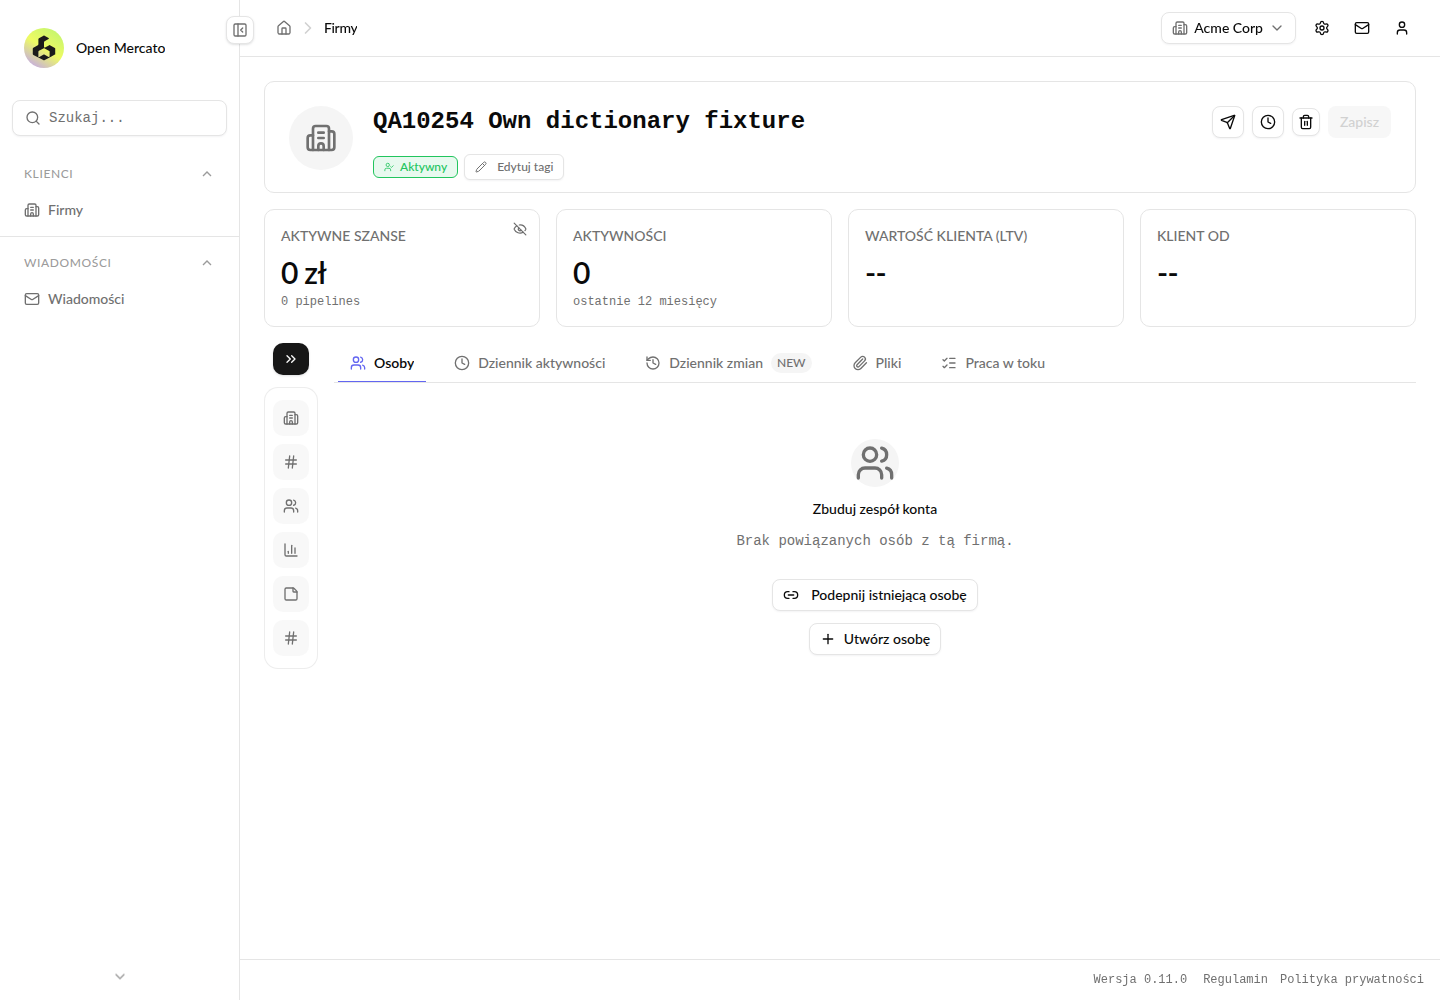 Open Mercato
Firmy
Acme Corp
Szukaj...
KLIENCI
Firmy
WIADOMOŚCI
Wiadomości
QA10254 Own dictionary fixture
Zapisz
Aktywny
Edytuj tagi
AKTYWNE SZANSE
0 zł
0 pipelines
AKTYWNOŚCI
0
ostatnie 12 miesięcy
WARTOŚĆ KLIENTA (LTV)
--
KLIENT OD
--
Osoby
Dziennik aktywności
Dziennik zmian NEW
Pliki
Praca w toku
Zbuduj zespół konta
Brak powiązanych osób z tą firmą.
Podepnij istniejącą osobę
Utwórz osobę
Wersja 0.11.0
Regulamin
Polityka prywatności